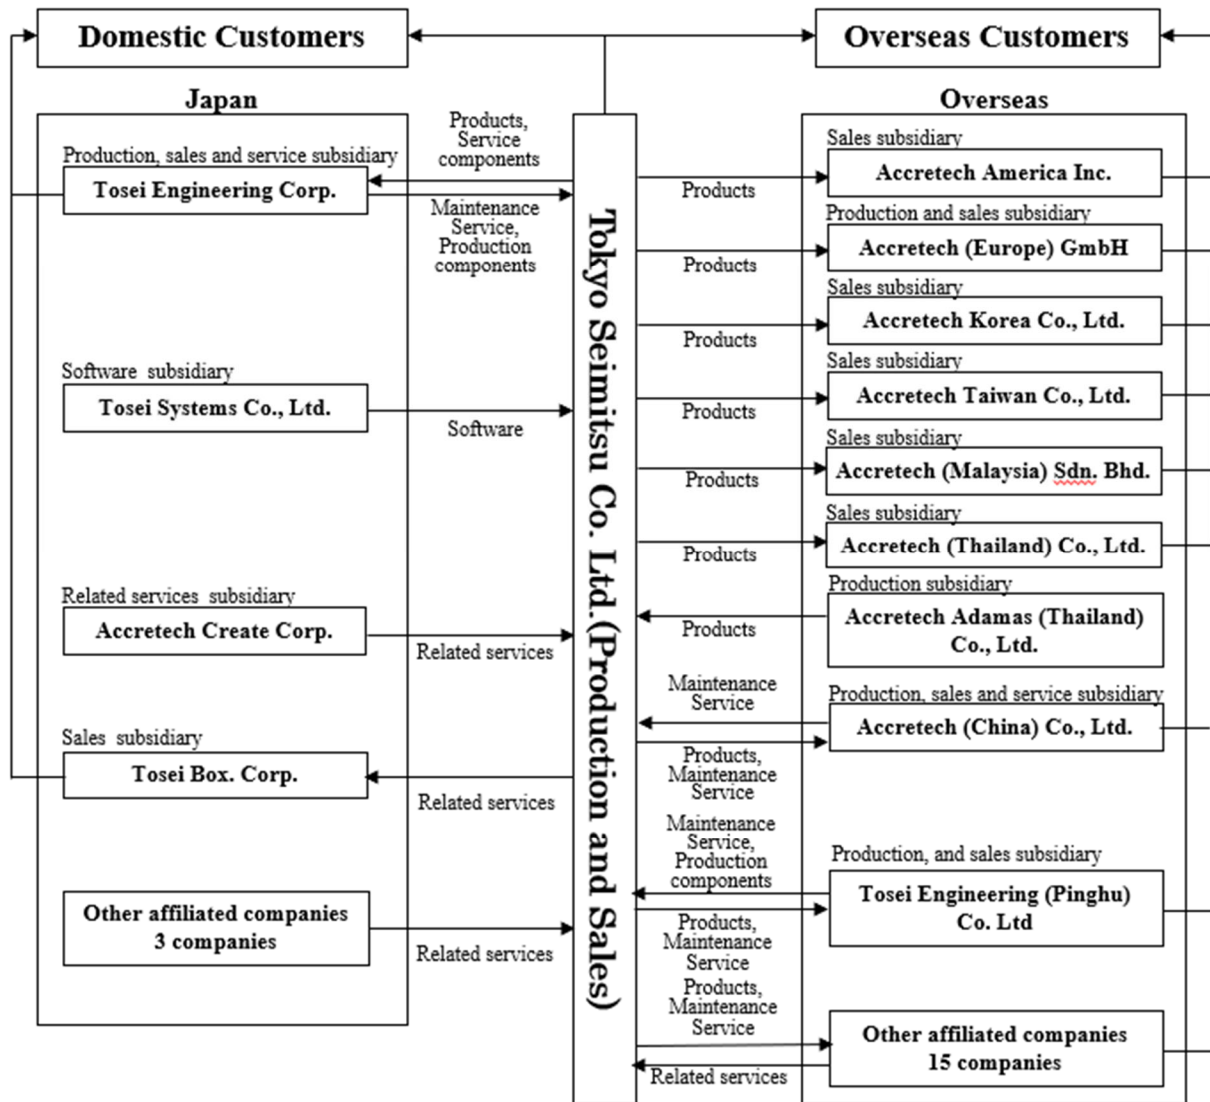 Domestic Customers
Overseas Customers
Japan
Overseas
Production, sales and service subsidiary
Tosei Engineering Corp.
Software subsidiary
Tosei Systems Co., Ltd.
Related services subsidiary
Accretech Create Corp.
Sales subsidiary
Tosei Box. Corp.
Other affiliated companies
3 companies
Products,
Service
components
Maintenance
Service,
Production
components
Software
Related services
Related services
Related services
Tokyo Seimitsu Co. Ltd.(Production and Sales)
Products
Products
Products
Products
Products
Products
Products
Maintenance
Service
Products,
Maintenance
Service
Maintenance
Service,
Production
components
Products,
Maintenance
Service
Products,
Maintenance
Service
Related services
Sales subsidiary
Accretech America Inc.
Production and sales subsidiary
Accretech (Europe) GmbH
Sales subsidiary
Accretech Korea Co., Ltd.
Sales subsidiary
Accretech Taiwan Co., Ltd.
Sales subsidiary
Accretech (Malaysia) Sdn. Bhd.
Sales subsidiary
Accretech (Thailand) Co., Ltd.
Production subsidiary
Accretech Adamas (Thailand)
Co., Ltd.
Production, sales and service subsidiary
Accretech (China) Co., Ltd.
Production, and sales subsidiary
Tosei Engineering (Pinghu)
Co. Ltd
Other affiliated companies
15 companies